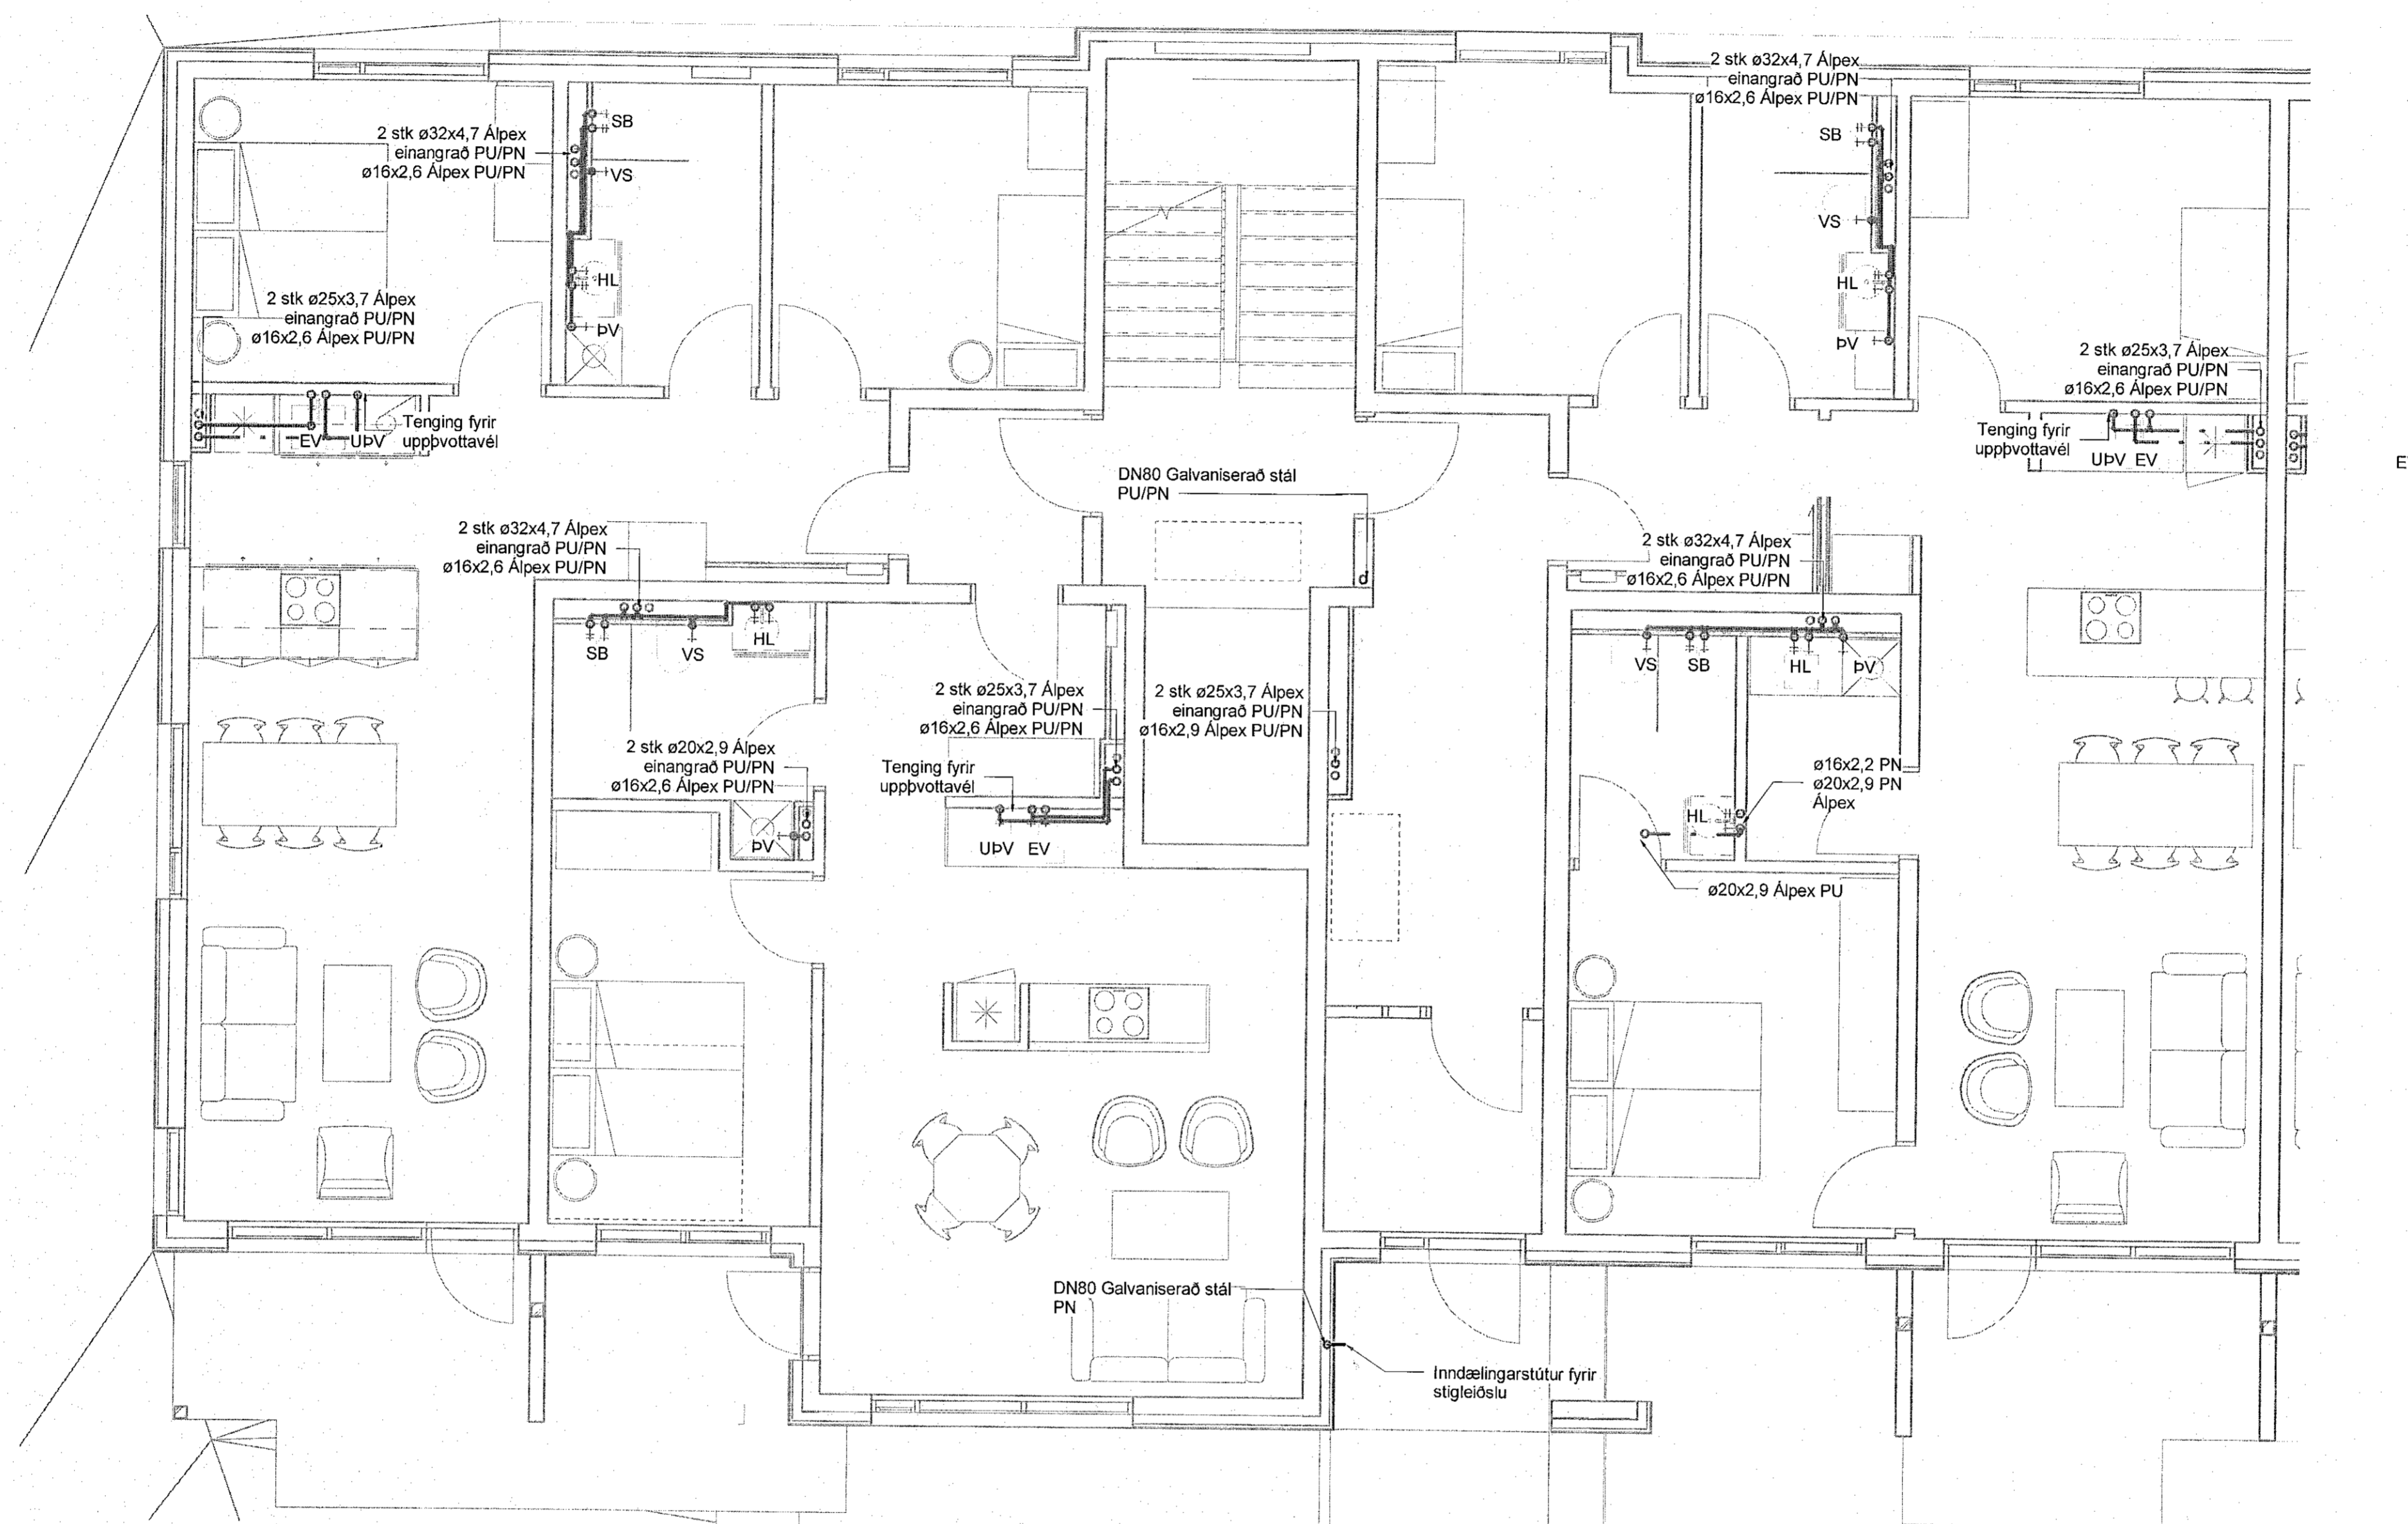 2 stk ø32x4,7 Álpex
einangrað PU/PN
ø16x2,6 Álpex PU/PN
SB
VS
HL
ÞV
2 stk ø25x3,7 Álpex
einangrað PU/PN
ø16x2,6 Álpex PU/PN
EV
UÞV
Tenging fyrir
uppþvottavél
2 stk ø32x4,7 Álpex
einangrað PU/PN
ø16x2,6 Álpex PU/PN
SB
VS
HL
ÞV
2 stk ø25x3,7 Álpex
einangrað PU/PN
ø16x2,6 Álpex PU/PN
Tenging fyrir
uppþvottavél
UÞV EV
E
DN80 Galvaniserað stál
PU/PN
d
2 stk ø32x4,7 Álpex
einangrað PU/PN
ø16x2,6 Álpex PU/PN
SB
VS
HL
2 stk ø20x2,9 Álpex
einangrað PU/PN
ø16x2,6 Álpex PU/PN
ÞV
2 stk ø25x3,7 Álpex
einangrað PU/PN
ø16x2,6 Álpex PU/PN
Tenging fyrir
uppþvottavél
UÞV EV
2 stk ø25x3,7 Álpex
einangrað PU/PN
ø16x2,9 Álpex PU/PN
2 stk ø32x4,7 Álpex
einangrað PU/PN
ø16x2,6 Álpex PU/PN
VS
SB
HL
ÞV
ø16x2,2 PN
ø20x2,9 PN
Álpex
HL
ø20x2,9 Álpex PU
DN80 Galvaniserað stál
PN
Inndælingarstútur fyrir
stigleiðslu